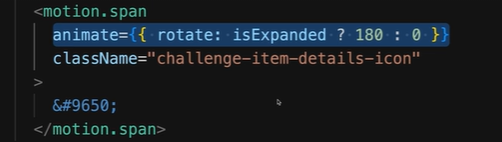 <motion.span
animate={{ rotate: isExpanded ? 180 : 0 }}
className="challenge-item-details-icon"
>
&#9650;
</motion.span>